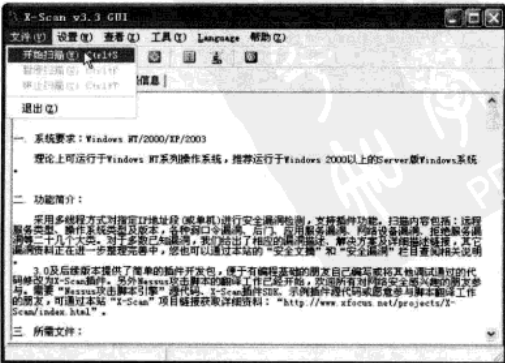 X-Scan v3.3 GUI
文件(V) 设置(W) 查看(X) 工具(Y) Language 帮助(Z)
开始扫描(W) Ctrl+S
暂停扫描 Ctrl+P
终止扫描 Ctrl+T
信息
退出(Z)
一. 系统要求：Windows NT/2000/XP/2003
理论上可运行于Windows NT系列操作系统，推荐运行于Windows 2000以上的Server版Windows系统
。
二. 功能简介：
采用多线程方式对指定IP地址段(或单机)进行安全漏洞检测，支持插件功能。扫描内容包括：远程
服务类型、操作系统类型及版本，各种弱口令漏洞、后门、应用服务漏洞、网络设备漏洞、拒绝服务漏
洞等二十几个大类。对于多数已知漏洞，我们给出了相应的漏洞描述、解决方案及详细描述链接，其它
漏洞资料正在进一步整理完善中，您也可以通过本站的“安全文摘”和“安全漏洞”栏目查阅相关说明
。
3.0及后续版本提供了简单的插件开发包，便于有编程基础的朋友自己编写或将其他调试通过的代
码修改为X-Scan插件。另外Nessus攻击脚本的翻译工作已经开始，欢迎所有对网络安全感兴趣的朋友参
与。需要“Nessus攻击脚本引擎”源代码、X-Scan插件SDK、示例插件源代码或愿意参与脚本翻译工作
的朋友，可通过本站“X-Scan”项目链接获取详细资料：“http://www.xfocus.net/projects/X-
Scan/index.html”。
三. 所需文件：